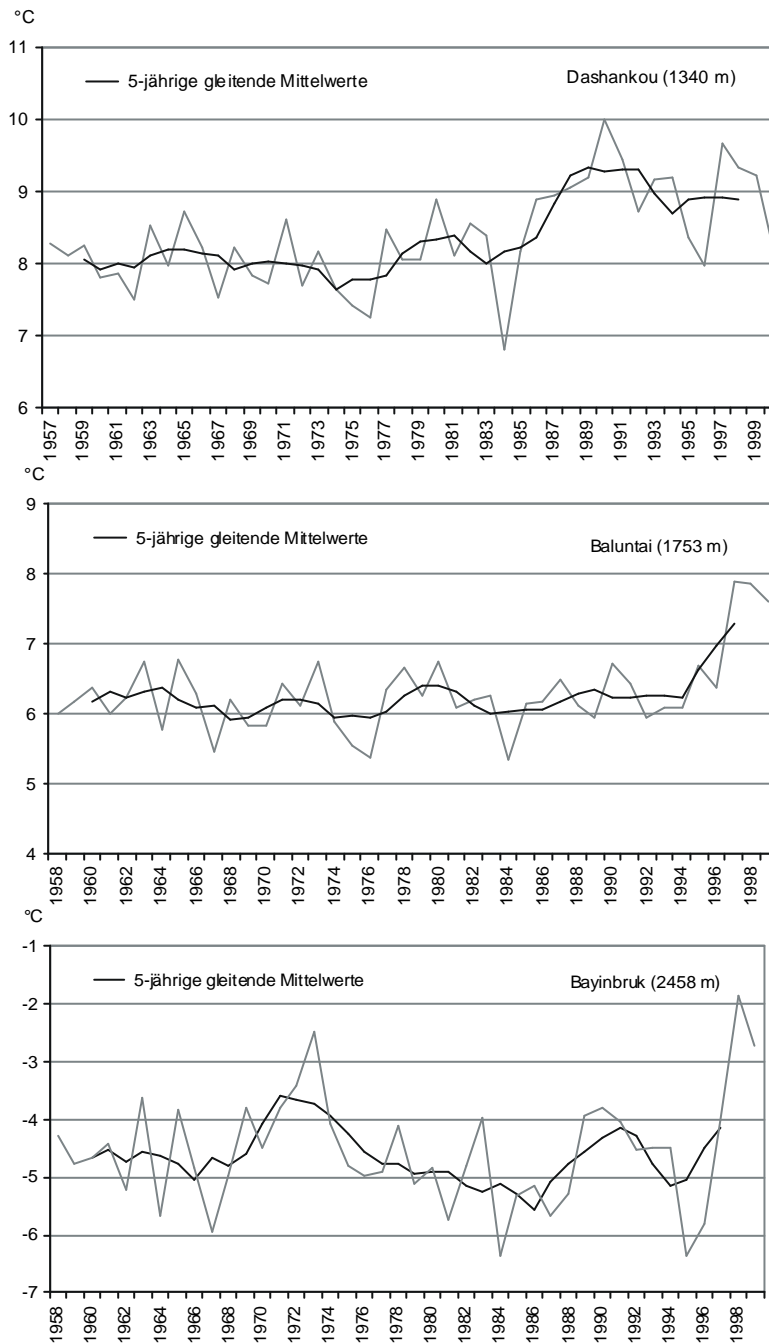 °C
11
5-jährige gleitende Mittelwerte
Dashankou (1340 m)
10
9
8
7
6
1957 1959 1961 1963 1965 1967 1969 1971 1973 1975 1977 1979 1981 1983 1985 1987 1989 1991 1993 1995 1997 1999
°C
9
5-jährige gleitende Mittelwerte
Baluntai (1753 m)
8
7
6
5
4
1958 1960 1962 1964 1966 1968 1970 1972 1974 1976 1978 1980 1982 1984 1986 1988 1990 1992 1994 1996 1998
°C
-1
5-jährige gleitende Mittelwerte
Bayinbruk (2458 m)
-2
-3
-4
-5
-6
-7
1958 1960 1962 1964 1966 1968 1970 1972 1974 1976 1978 1980 1982 1984 1986 1988 1990 1992 1994 1996 1998